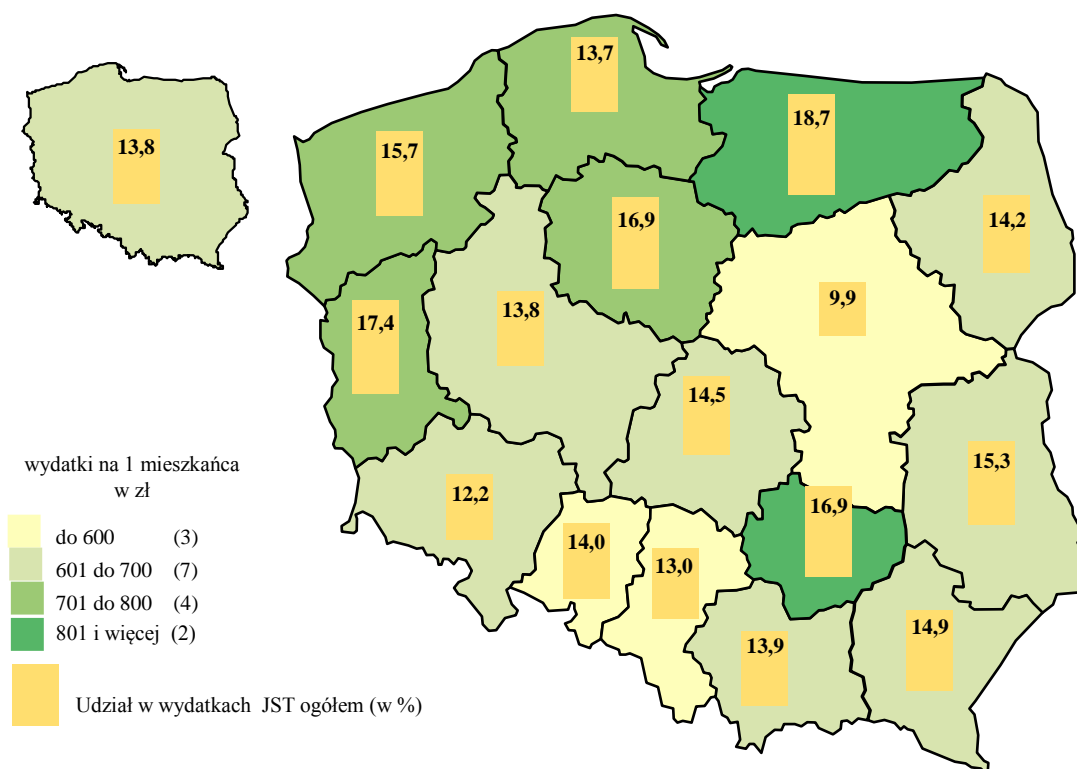 13,7
18,7
13,8
15,7
16,9
14,2
9,9
17,4
13,8
14,5
15,3
wydatki na 1 mieszkańca
w zł
12,2
16,9
do 600 (3)
14,0
13,0
601 do 700 (7)
701 do 800 (4)
801 i więcej (2)
13,9
14,9
Udział w wydatkach JST ogółem (w %)